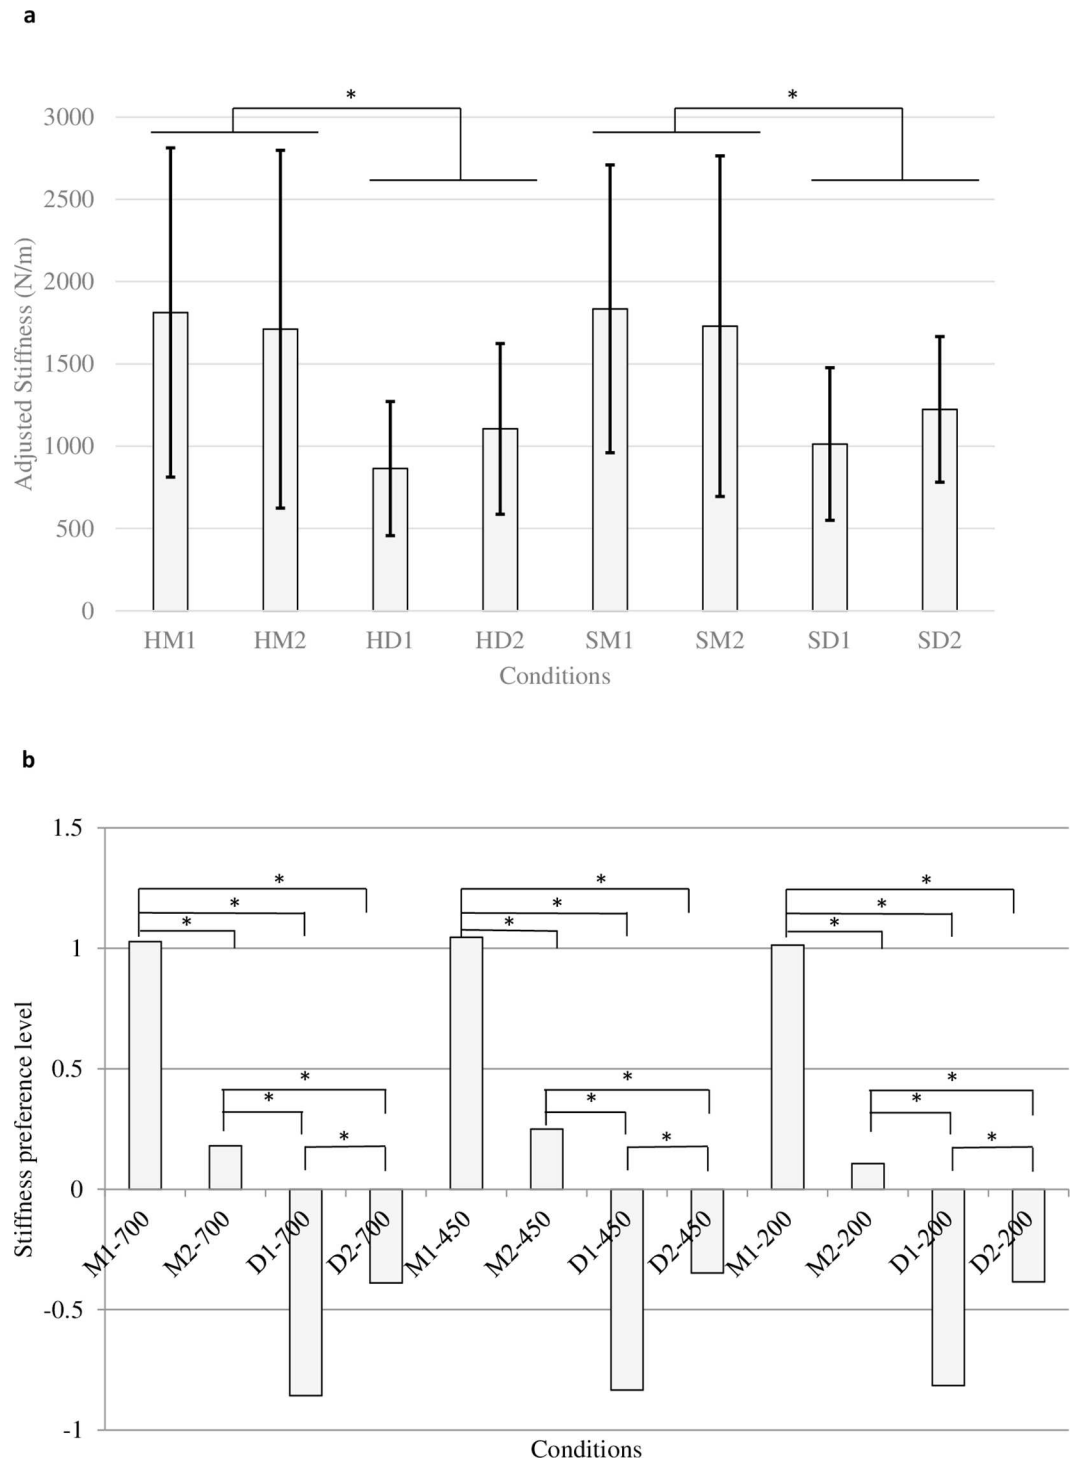 a
* *
3000
2500
2000
1500
1000
500
0
Adjusted Stiffness (N/m)
HM1 HM2 HD1 HD2 SM1 SM2 SD1 SD2
Conditions
b
1.5
1
0.5
0
-0.5
-1
Stiffness preference level
* * *
* * *
* * *
* * *
* * *
* * *
M1-700 M2-700 D1-700 D2-700 M1-450 M2-450 D1-450 D2-450 M1-200 M2-200 D1-200 D2-200
Conditions